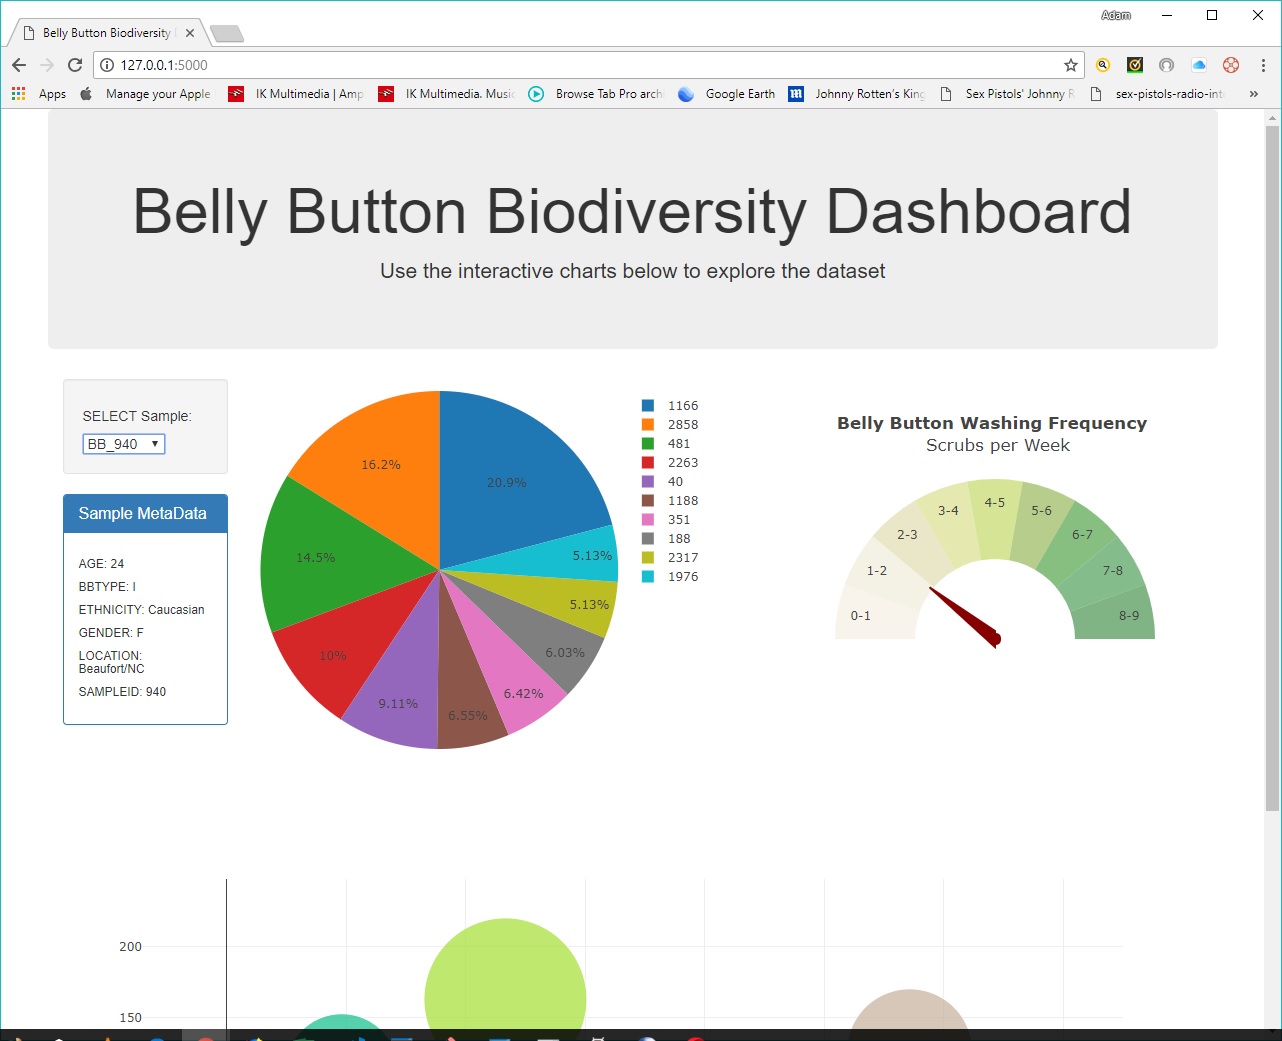 Adam
Belly Button Biodiversity
127.0.0.1:5000
Apps Manage your Apple IK Multimedia | Amp IK Multimedia. Music Browse Tab Pro arch Google Earth Johnny Rotten's King Sex Pistols' Johnny R sex-pistols-radio-inte »
Belly Button Biodiversity Dashboard
Use the interactive charts below to explore the dataset
SELECT Sample:
BB_940
Sample MetaData
AGE: 24
BBTYPE: I
ETHNICITY: Caucasian
GENDER: F
LOCATION:
Beaufort/NC
SAMPLEID: 940
20.9%
16.2%
14.5%
10%
9.11%
6.55%
6.42%
6.03%
5.13%
5.13%
1166
2858
481
2263
40
1188
351
188
2317
1976
Belly Button Washing Frequency
Scrubs per Week
0-1
1-2
2-3
3-4
4-5
5-6
6-7
7-8
8-9
200
150